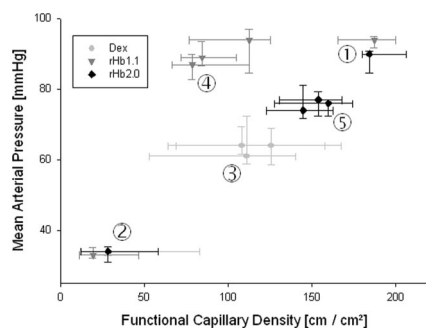 100
80
60
40
Mean Arterial Pressure [mmHg]
Dex
rHb1.1
rHb2.0
①
④
⑤
③
②
0
50
100
150
200
Functional Capillary Density [cm / cm²]